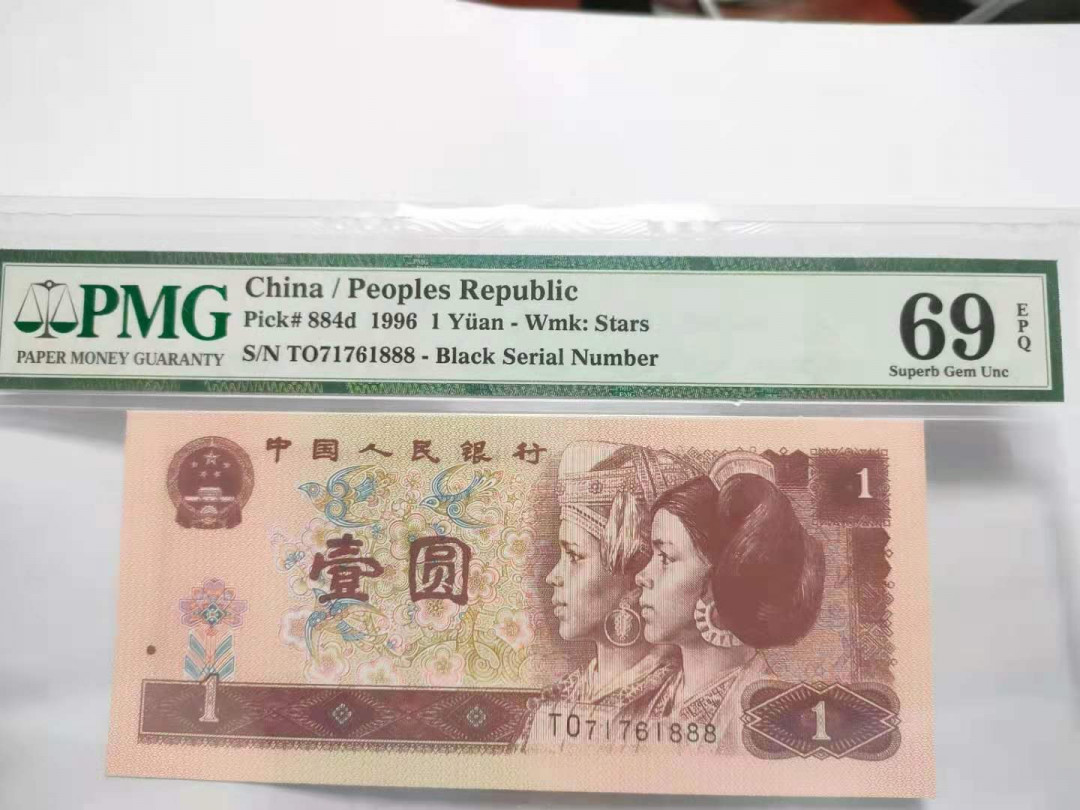 PMG
PAPER MONEY GUARANTY
China / Peoples Republic
Pick# 884d 1996 1 Yüan - Wmk: Stars
S/N TO71761888 - Black Serial Number
69
EPQ
Superb Gem Unc
中国人民银行
1
壹圆
1
TO71761888
1